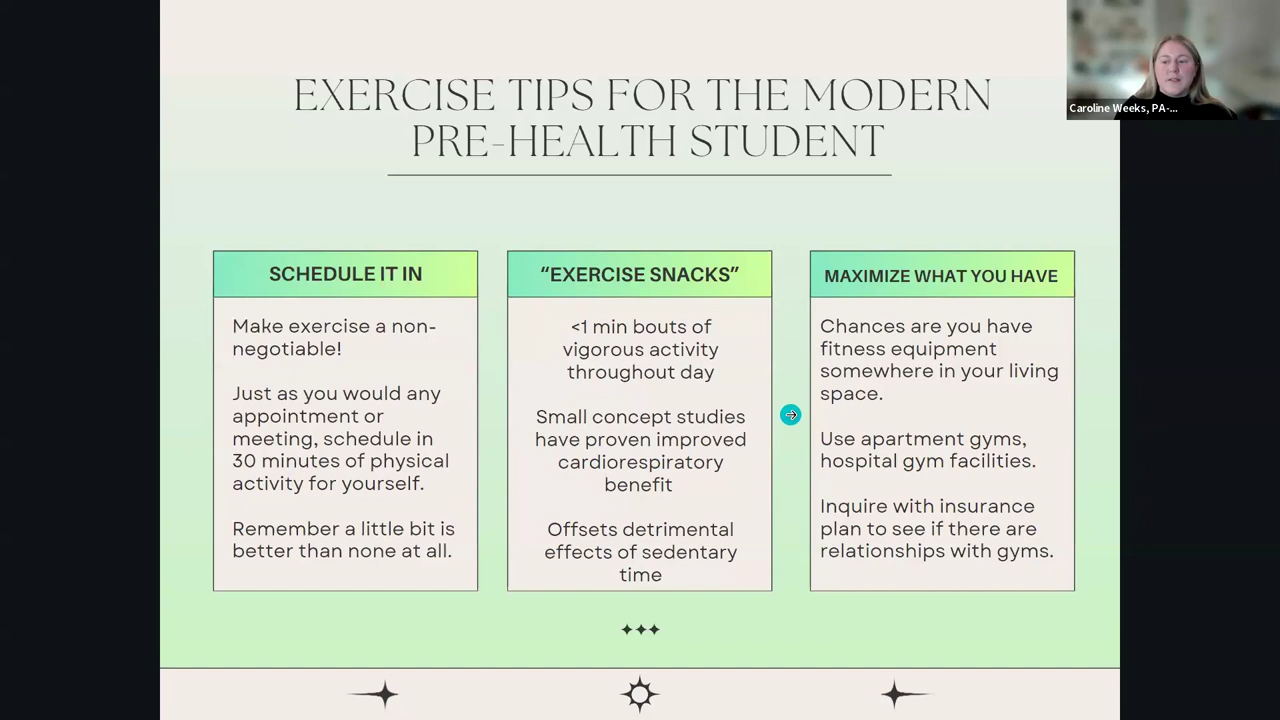 EXERCISE TIPS FOR THE MODERN
PRE-HEALTH STUDENT
Caroline Weeks, PA-...
SCHEDULE IT IN
Make exercise a non-
negotiable!
Just as you would any
appointment or
meeting, schedule in
30 minutes of physical
activity for yourself.
Remember a little bit is
better than none at all.
"EXERCISE SNACKS"
<1 min bouts of
vigorous activity
throughout day
Small concept studies
have proven improved
cardiorespiratory
benefit
Offsets detrimental
effects of sedentary
time
MAXIMIZE WHAT YOU HAVE
Chances are you have
fitness equipment
somewhere in your living
space.
Use apartment gyms,
hospital gym facilities.
Inquire with insurance
plan to see if there are
relationships with gyms.